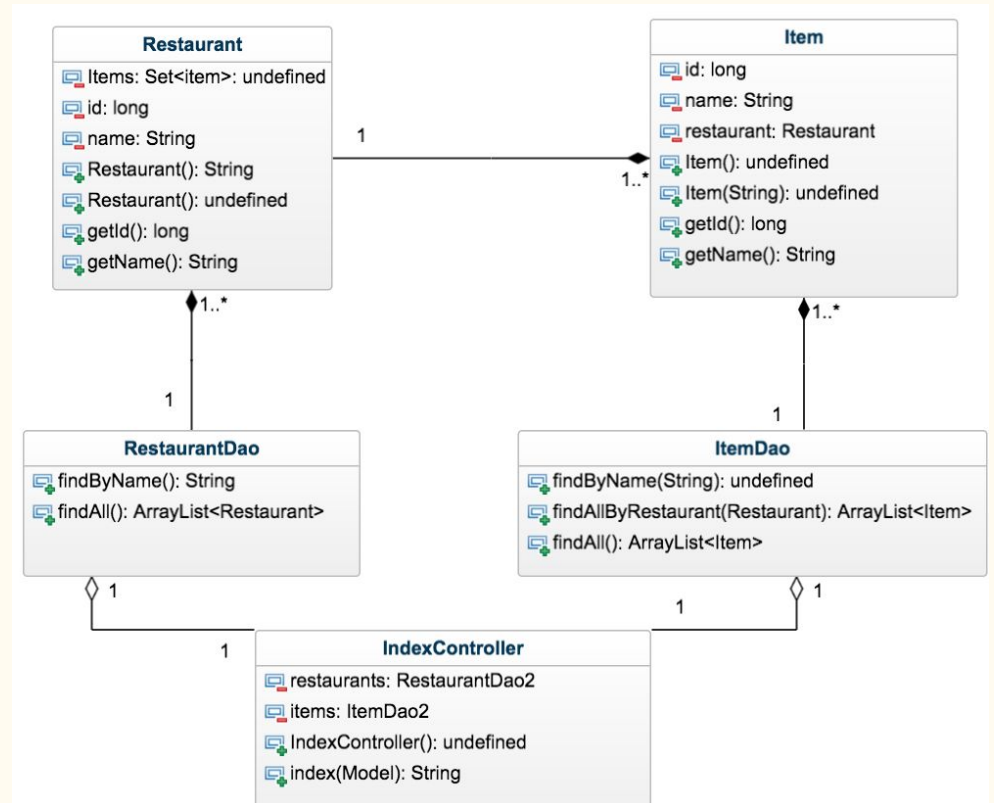 Restaurant
Items: Set<item>: undefined
id: long
name: String
Restaurant(): String
Restaurant(): undefined
getId(): long
getName(): String
Item
id: long
name: String
restaurant: Restaurant
Item(): undefined
Item(String): undefined
getId(): long
getName(): String
1
1..*
1..*
1
1..*
1
RestaurantDao
findByName(): String
findAll(): ArrayList<Restaurant>
ItemDao
findByName(String): undefined
findAllByRestaurant(Restaurant): ArrayList<Item>
findAll(): ArrayList<Item>
1
1
1
1
IndexController
restaurants: RestaurantDao2
items: ItemDao2
IndexController(): undefined
index(Model): String